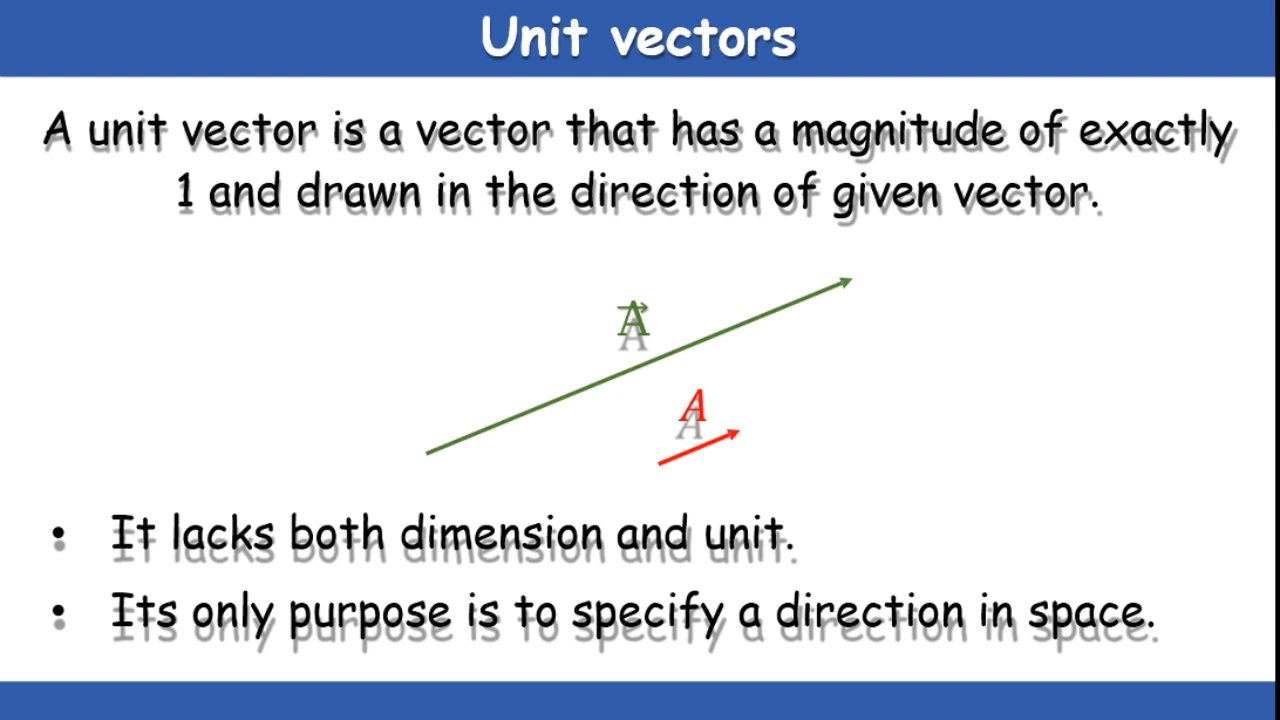 Unit vectors
A unit vector is a vector that has a magnitude of exactly
1 and drawn in the direction of given vector.
A⃗
A
• It lacks both dimension and unit.
• Its only purpose is to specify a direction in space.